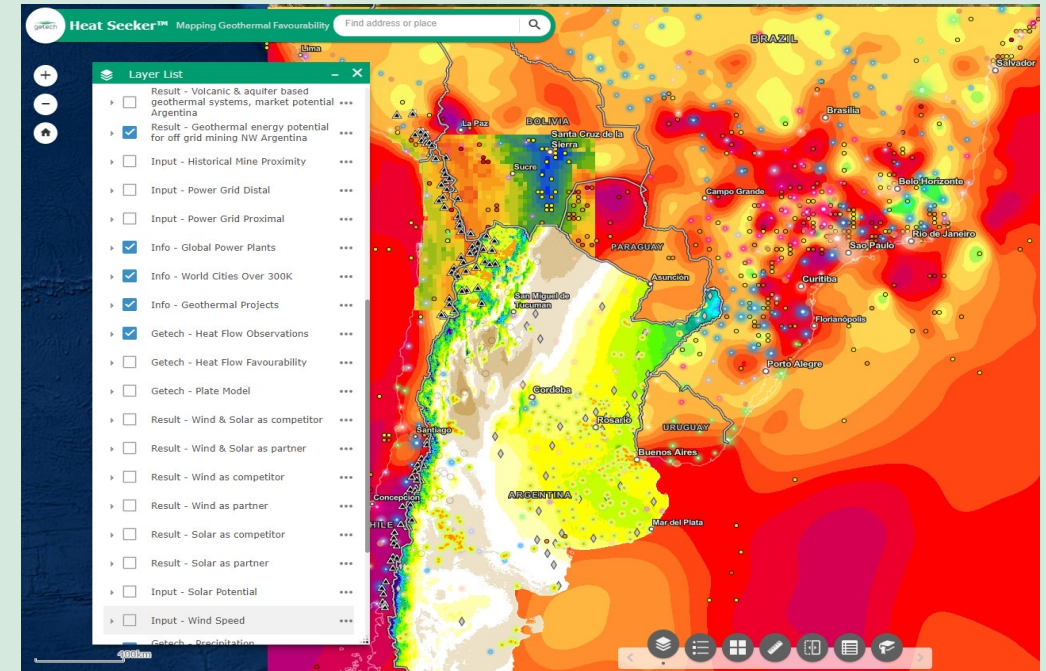 getech
Heat Seeker™ Mapping Geothermal Favourability
Find address or place
Layer List
Result - Volcanic & aquifer based
geothermal systems, market potential
Argentina
Result - Geothermal energy potential
for off grid mining NW Argentina
Input - Historical Mine Proximity
Input - Power Grid Distal
Input - Power Grid Proximal
Info - Global Power Plants
Info - World Cities Over 300K
Info - Geothermal Projects
Getech - Heat Flow Observations
Getech - Heat Flow Favourability
Getech - Plate Model
Result - Wind & Solar as competitor
Result - Wind & Solar as partner
Result - Wind as competitor
Result - Wind as partner
Result - Solar as competitor
Result - Solar as partner
Input - Solar Potential
Input - Wind Speed
Getech - Precipitation
400km
BRAZIL
Lima
Salvador
Brasilia
La Paz
BOLIVIA
Santa Cruz de la
Sierra
Sucre
Campo Grande
Belo Horizonte
Rio de Janeiro
PARAGUAY
Sao Paulo
Asunción
Curitiba
San Miguel de
Tucuman
Florianópolis
Porto Alegre
Cordoba
Rosario
Santiago
URUGUAY
Buenos Aires
Concepcion
ARGENTINA
CHILE
Mar del Plata